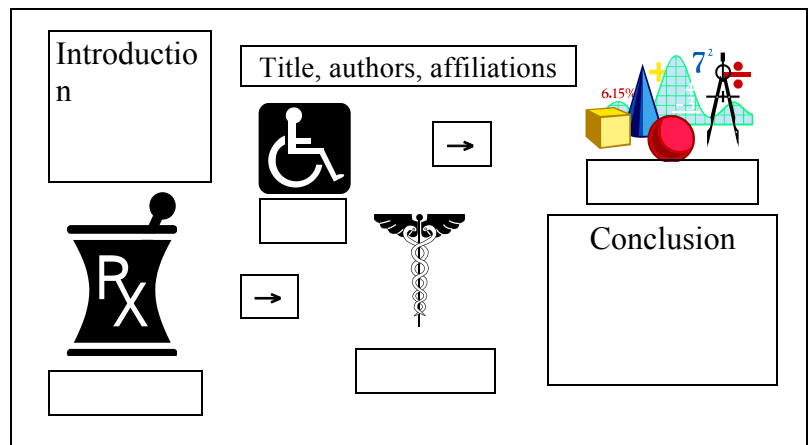 Introductio
n
Title, authors, affiliations
→
7²
6.15%
Rx
→
Conclusion